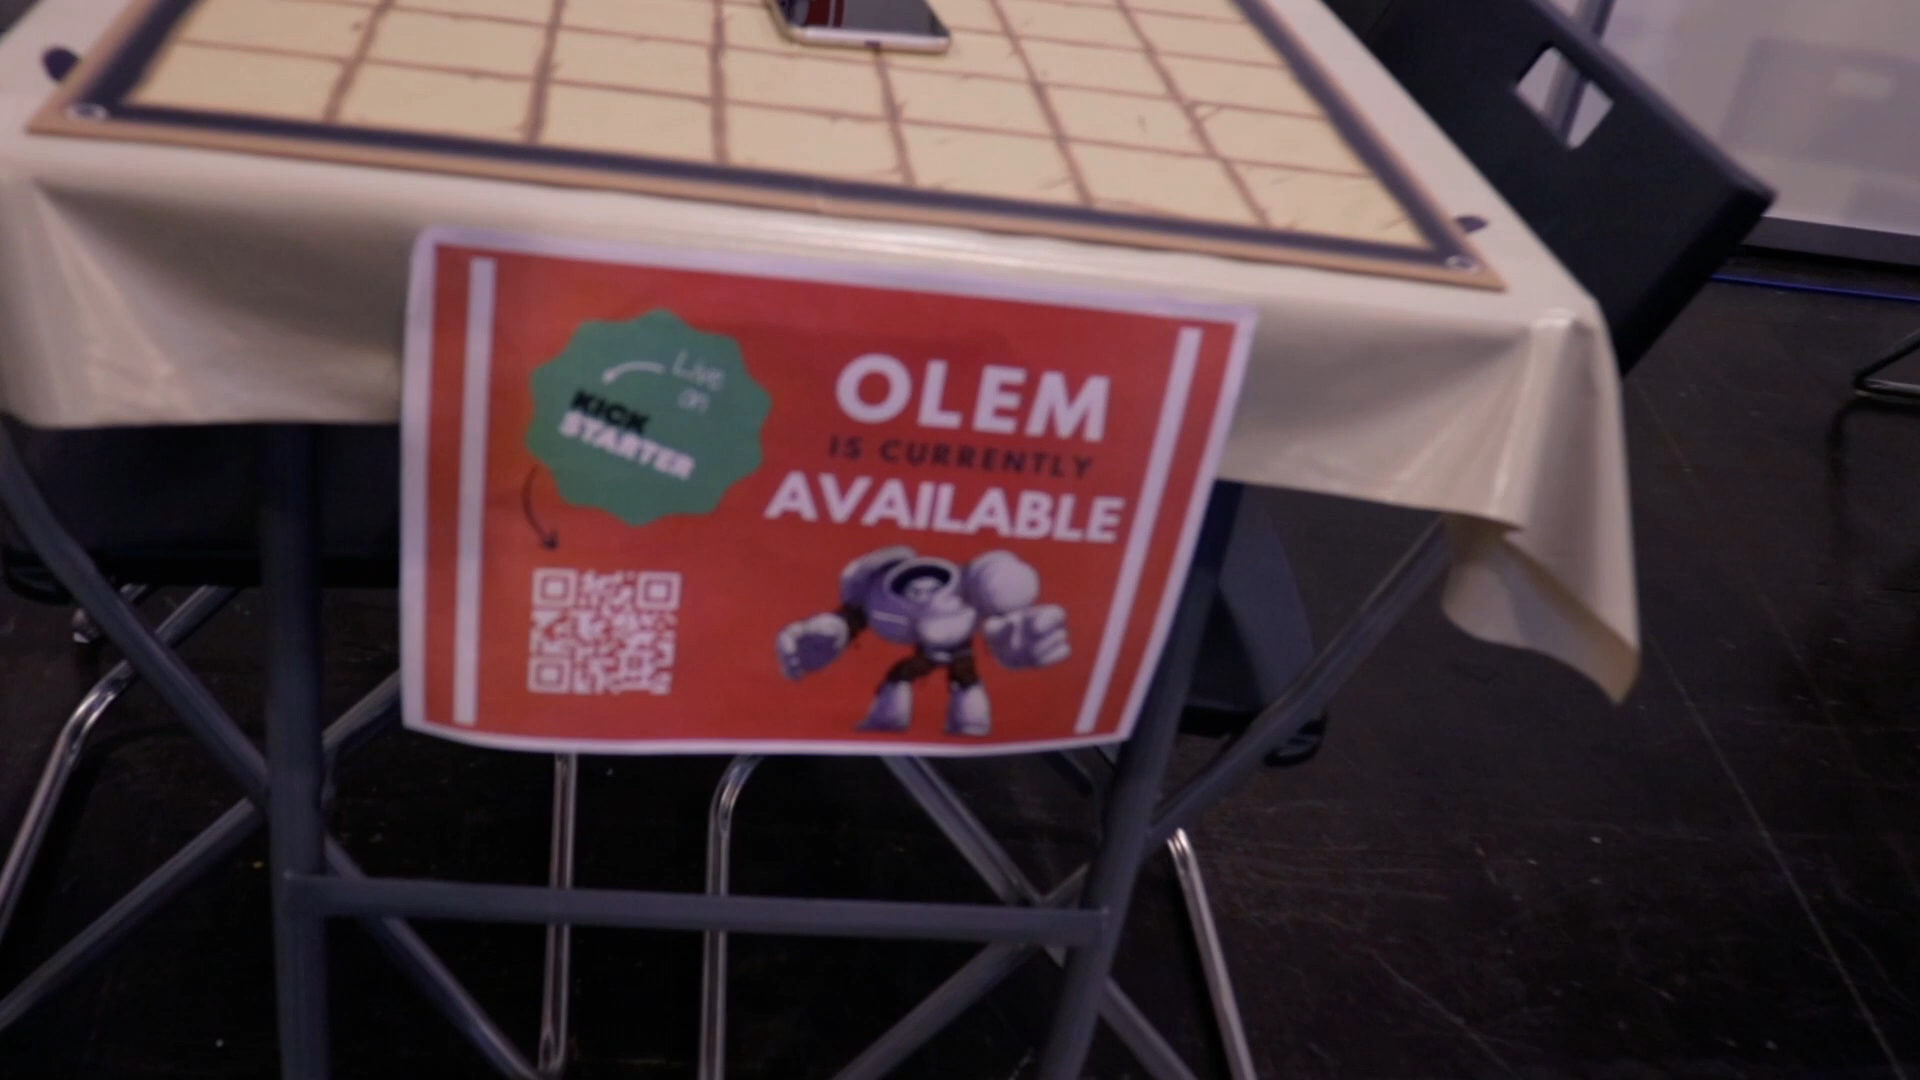 Live
on
KICK
STARTER
OLEM
IS CURRENTLY
AVAILABLE